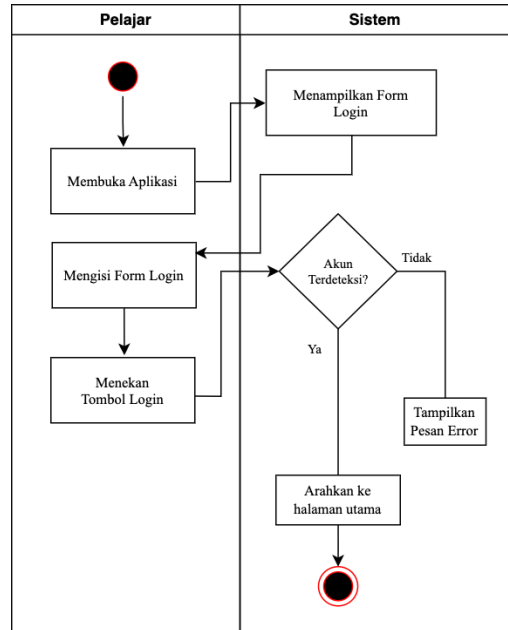 Pelajar
Sistem
Menampilkan Form
Login
Membuka Aplikasi
Mengisi Form Login
Akun
Terdeteksi?
Tidak
Ya
Menekan
Tombol Login
Tampilkan
Pesan Error
Arahkan ke
halaman utama